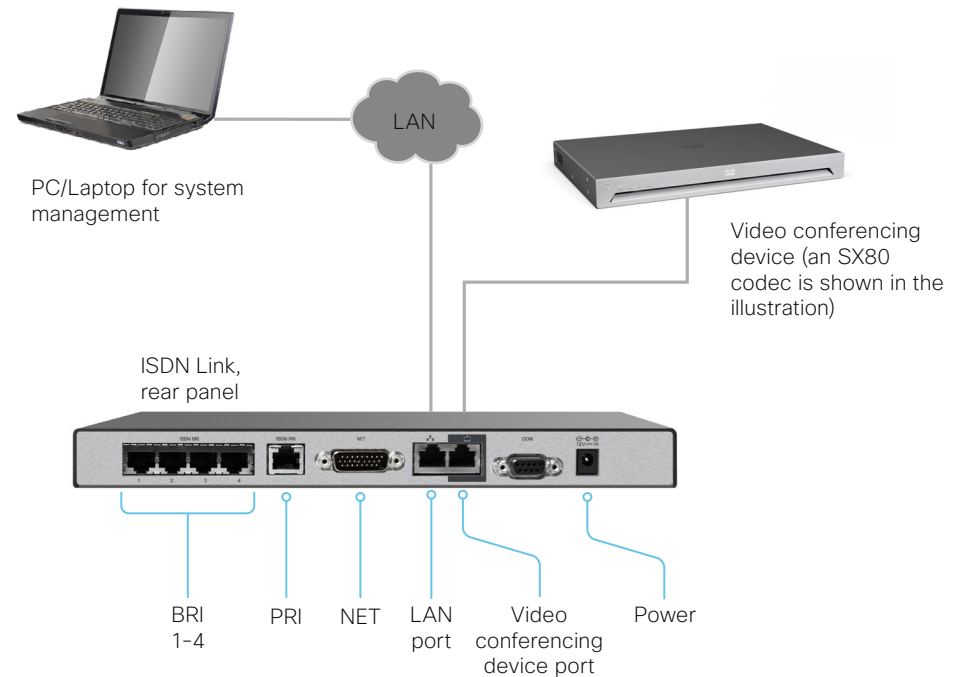 LAN
PC/Laptop for system
management
Video conferencing
device (an SX80
codec is shown in the
illustration)
ISDN Link,
rear panel
ISDN BRI
ISDN PRI
NET
COM
12V⎓1A
1 2 3 4
BRI
1-4
PRI
NET
LAN
port
Video
conferencing
device port
Power